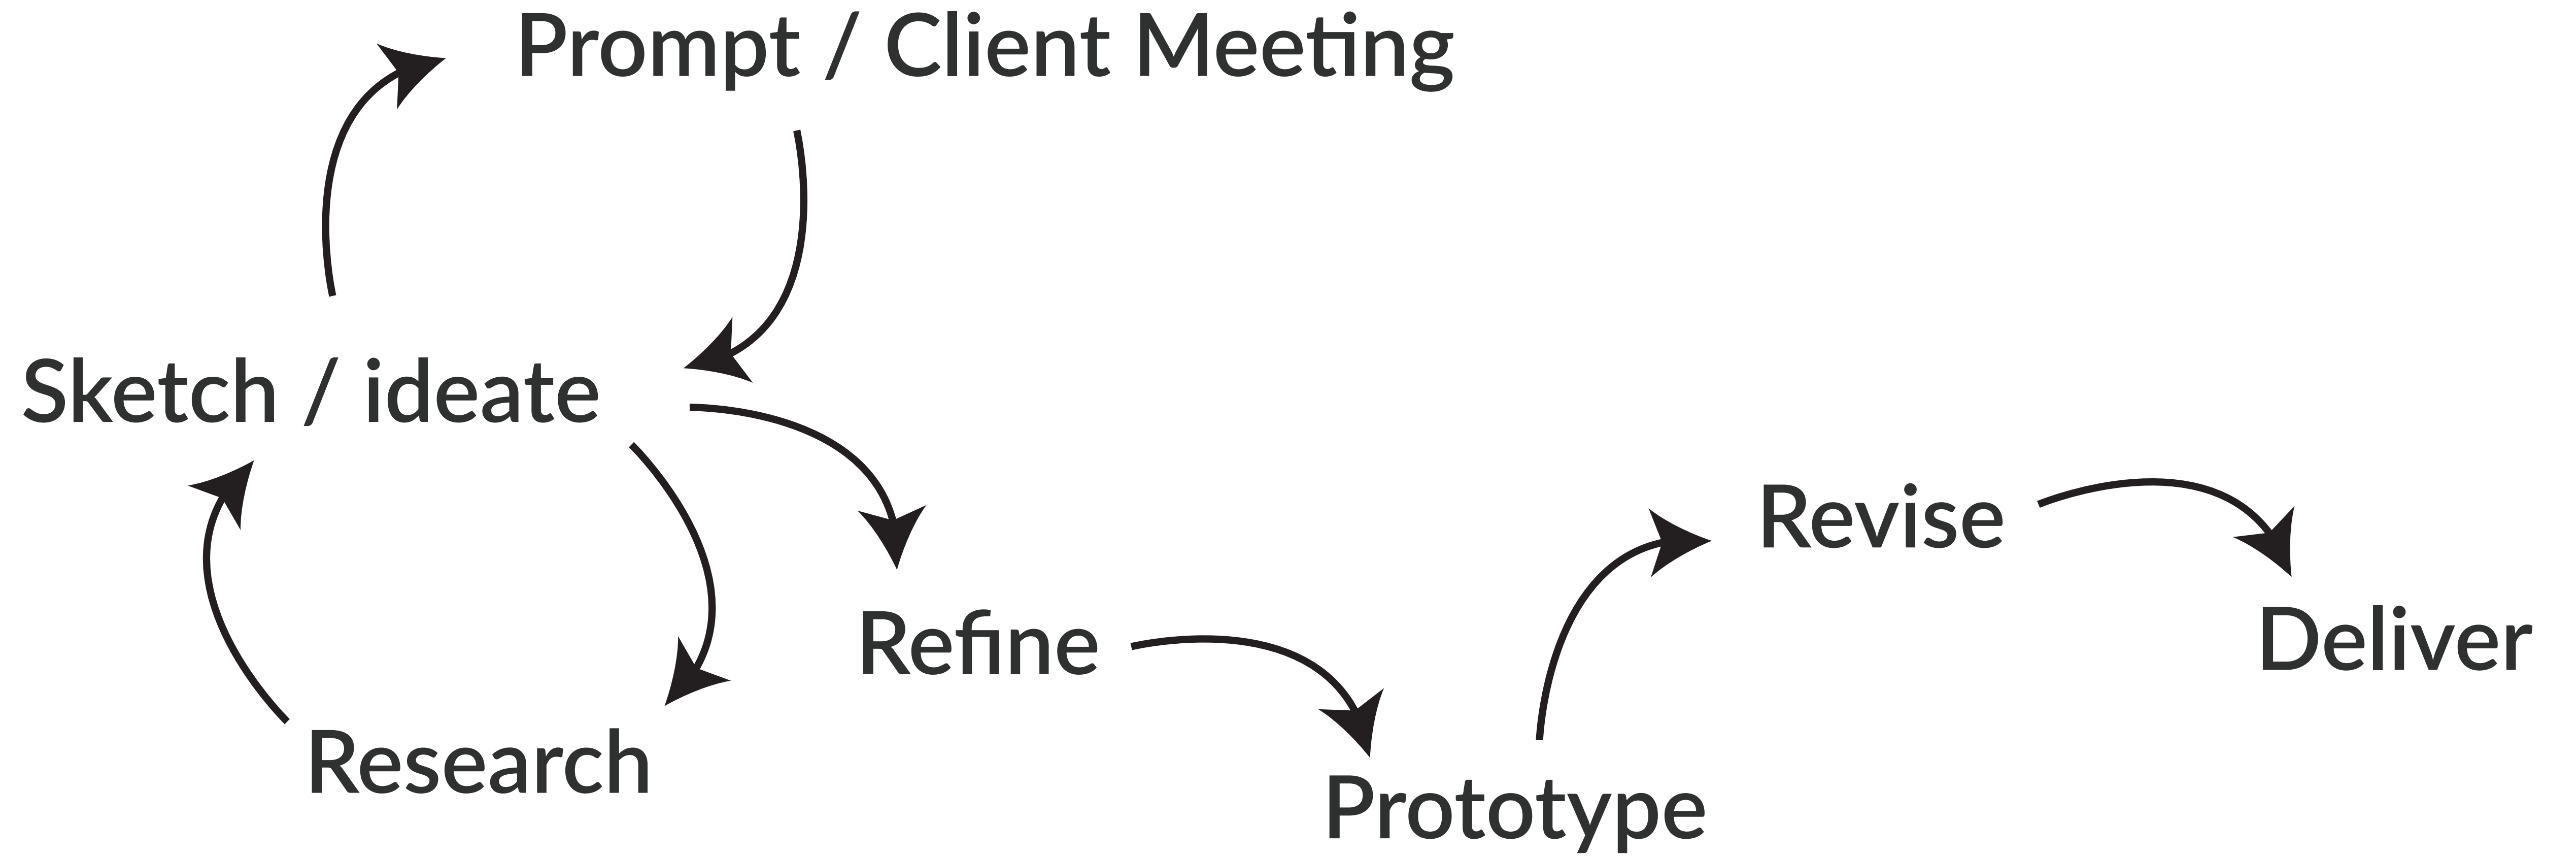 Prompt / Client Meeting
Sketch / ideate
Research
Refine
Prototype
Revise
Deliver